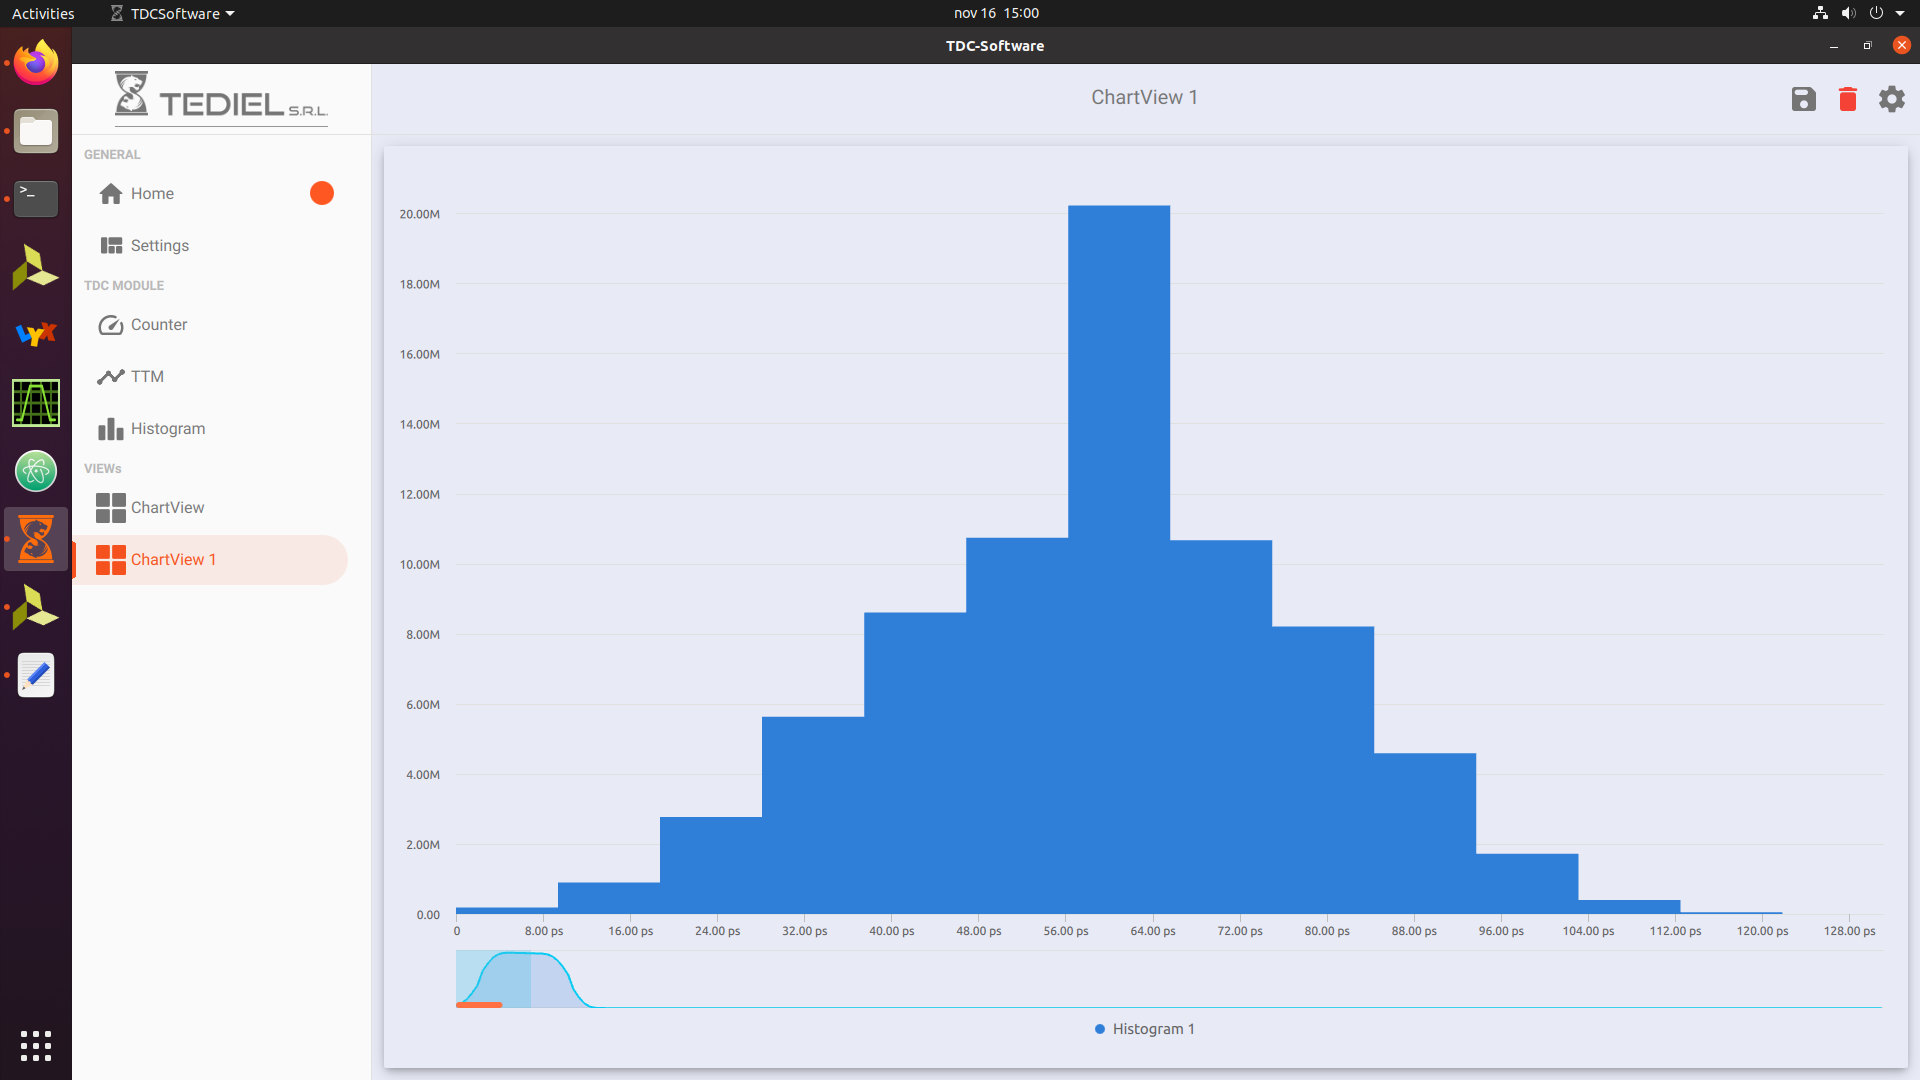 Activities TDCSoftware nov 16 15:00
TDC-Software
TEDIEL S.R.L.
ChartView 1
GENERAL
Home
Settings
TDC MODULE
Counter
TTM
Histogram
VIEWs
ChartView
ChartView 1
>_
LYX
20.00M
18.00M
16.00M
14.00M
12.00M
10.00M
8.00M
6.00M
4.00M
2.00M
0.00
0 8.00 ps 16.00 ps 24.00 ps 32.00 ps 40.00 ps 48.00 ps 56.00 ps 64.00 ps 72.00 ps 80.00 ps 88.00 ps 96.00 ps 104.00 ps 112.00 ps 120.00 ps 128.00 ps
Histogram 1